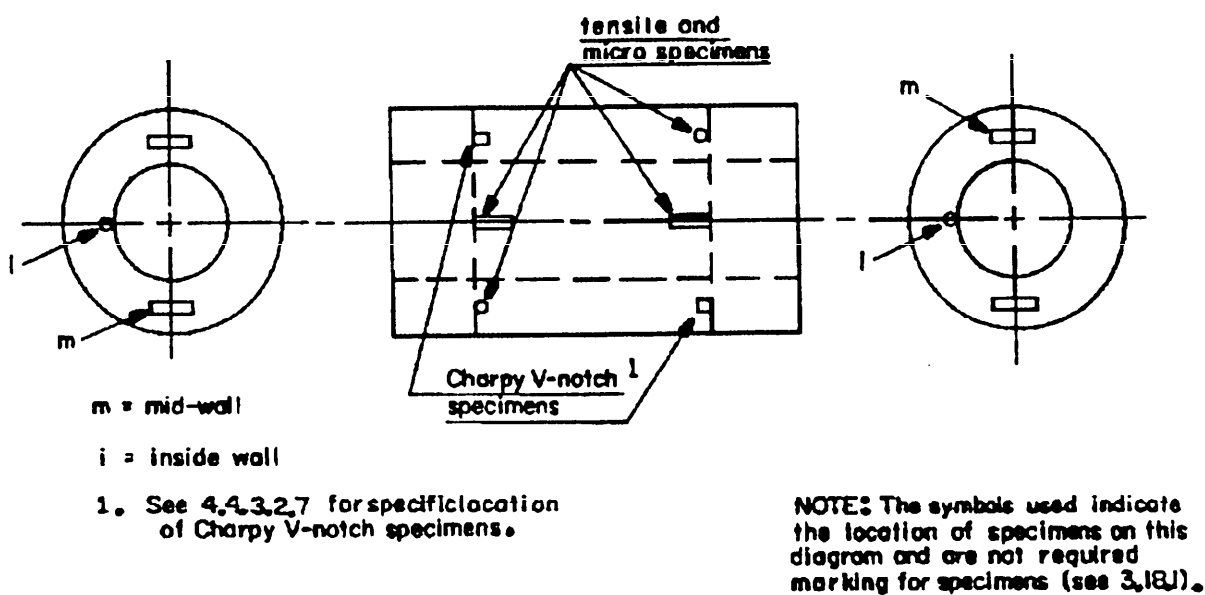 tensile and
micro specimens
m
m
l
l
m
Charpy V-notch 1
specimens
m = mid-wall
i = inside wall
1. See 4.4.3.2.7 for specific location
of Charpy V-notch specimens.
NOTE: The symbols used indicate
the location of specimens on this
diagram and are not required
marking for specimens (see 3.18.1).